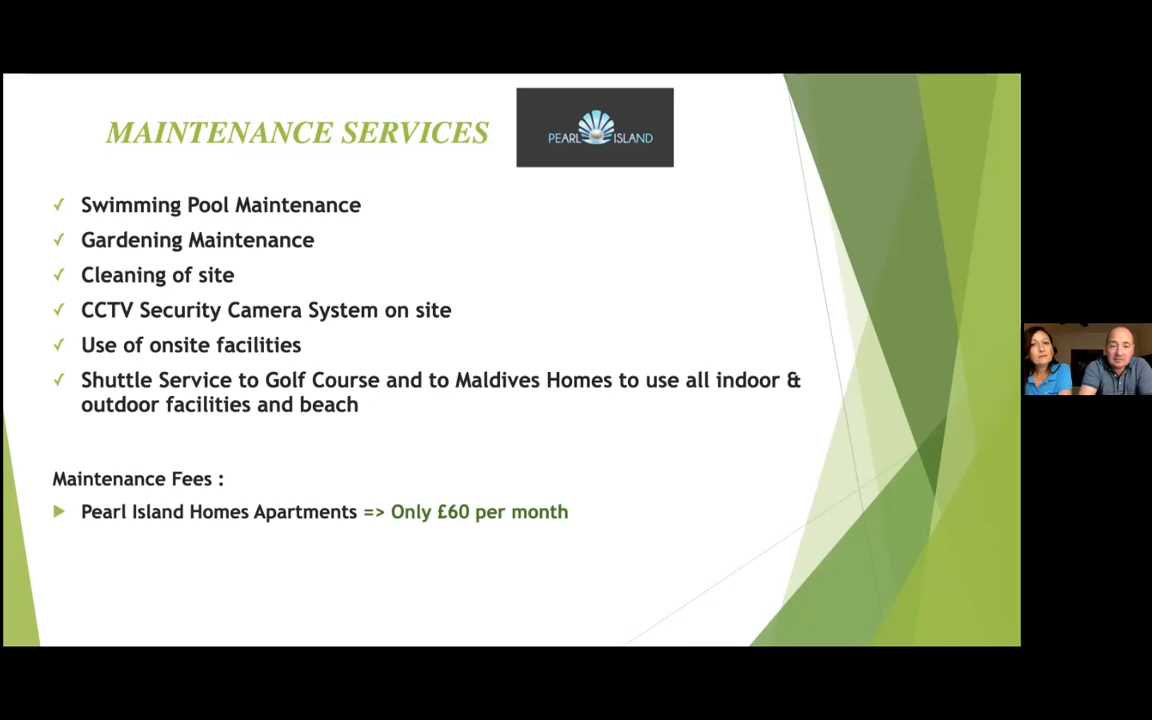 MAINTENANCE SERVICES
PEARL ISLAND
✓ Swimming Pool Maintenance
✓ Gardening Maintenance
✓ Cleaning of site
✓ CCTV Security Camera System on site
✓ Use of onsite facilities
✓ Shuttle Service to Golf Course and to Maldives Homes to use all indoor &
outdoor facilities and beach
Maintenance Fees :
Pearl Island Homes Apartments => Only £60 per month